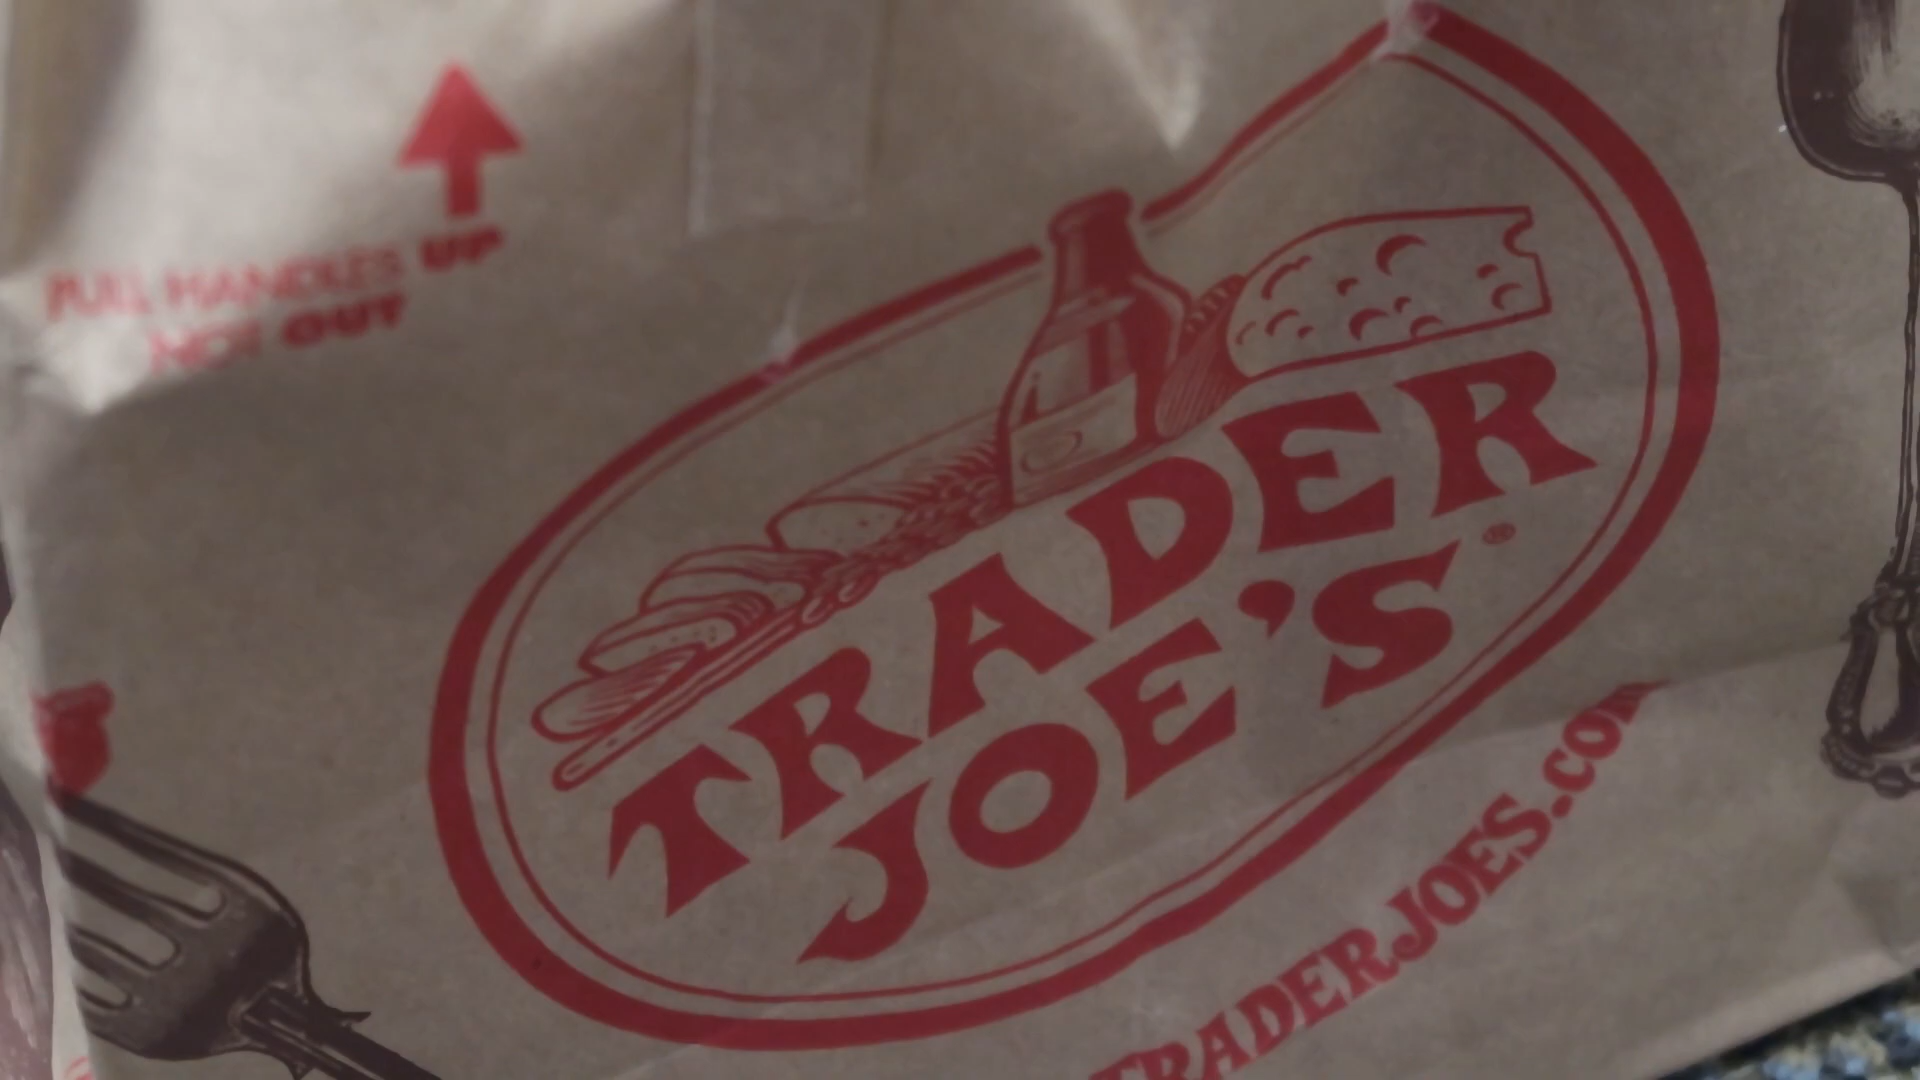 PULL HANDLES UP
NOT OUT
TRADER
JOE'S®
TRADERJOES.COM